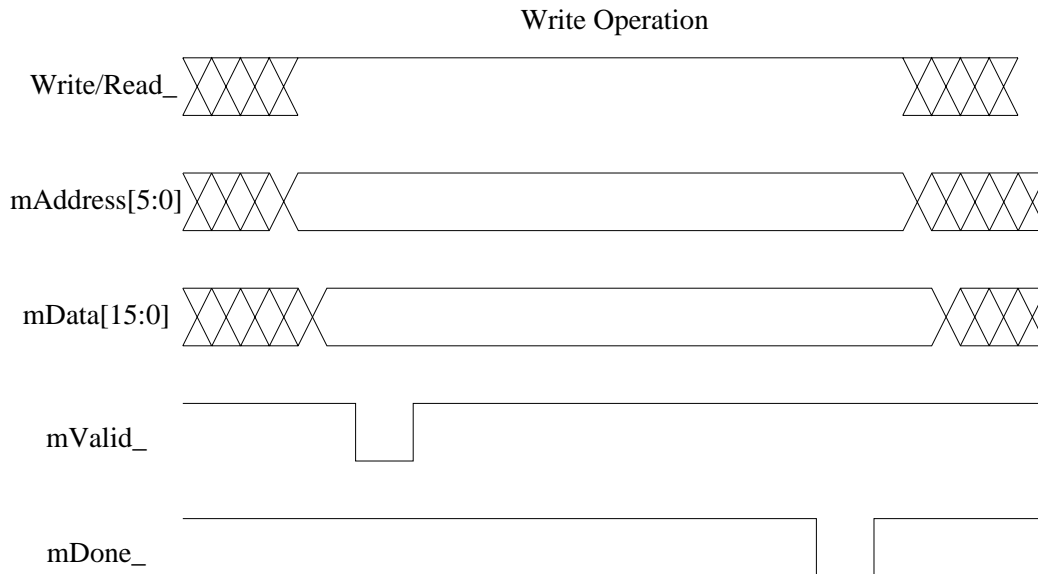 Write Operation
Write/Read_
mAddress[5:0]
mData[15:0]
mValid_
mDone_